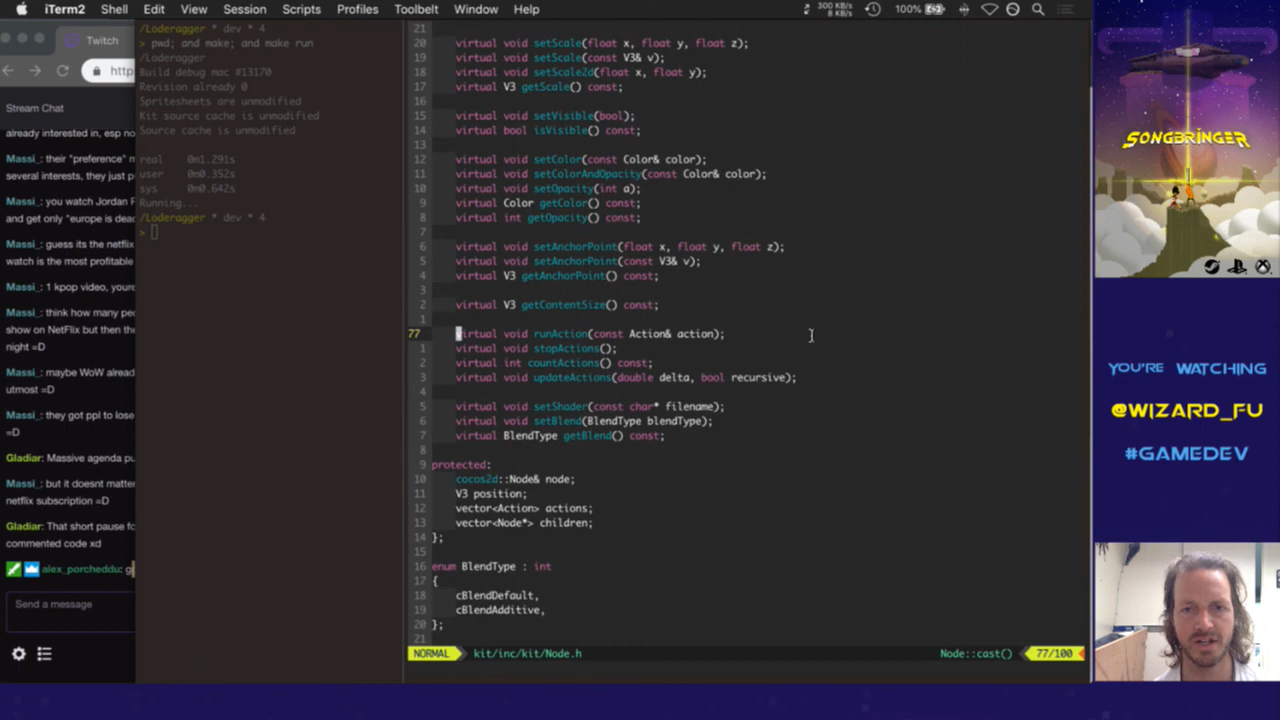 iTerm2 Shell Edit View Session Scripts Profiles Toolbelt Window Help
300 KB/s
8 KB/s
100%
Twitch
http
Stream Chat
already interested in, esp no
Massi_: their "preference" m
several interests, they just p
Massi_: you watch Jordan P
and get only "europe is dea
Massi_: guess its the netflix
watch is the most profitable
Massi_: 1 kpop video, youre
Massi_: think how many pe
show on NetFlix but then the
night =D
Massi_: maybe WoW alread
utmost =D
Massi_: they got ppl to lose
=D
Gladiar: Massive agenda pu
Massi_: but it doesnt matter
netflix subscription =D
Gladiar: That short pause fo
commented code xd
alex_porcheddu: g
Send a message
/Loderagger * dev * 4
> pwd; and make; and make run
/Loderagger
Build debug mac #13170
Revision already 0
Spritesheets are unmodified
Kit source cache is unmodified
Source cache is unmodified
real 0m1.291s
user 0m0.352s
sys 0m0.642s
Running...
/Loderagger * dev * 4
>
21
20 virtual void setScale(float x, float y, float z);
19 virtual void setScale(const V3& v);
18 virtual void setScale2d(float x, float y);
17 virtual V3 getScale() const;
16
15 virtual void setVisible(bool);
14 virtual bool isVisible() const;
13
12 virtual void setColor(const Color& color);
11 virtual void setColorAndOpacity(const Color& color);
10 virtual void setOpacity(int a);
9 virtual Color getColor() const;
8 virtual int getOpacity() const;
7
6 virtual void setAnchorPoint(float x, float y, float z);
5 virtual void setAnchorPoint(const V3& v);
4 virtual V3 getAnchorPoint() const;
3
2 virtual V3 getContentSize() const;
1
77 virtual void runAction(const Action& action);
1 virtual void stopActions();
2 virtual int countActions() const;
3 virtual void updateActions(double delta, bool recursive);
4
5 virtual void setShader(const char* filename);
6 virtual void setBlend(BlendType blendType);
7 virtual BlendType getBlend() const;
8
9 protected:
10 cocos2d::Node& node;
11 V3 position;
12 vector<Action> actions;
13 vector<Node*> children;
14 };
15
16 enum BlendType : int
17 {
18 cBlendDefault,
19 cBlendAdditive,
20 };
21
NORMAL kit/inc/kit/Node.h Node::cast() 77/100
SONGBRINGER
YOU'RE WATCHING
@WIZARD_FU
#GAMEDEV